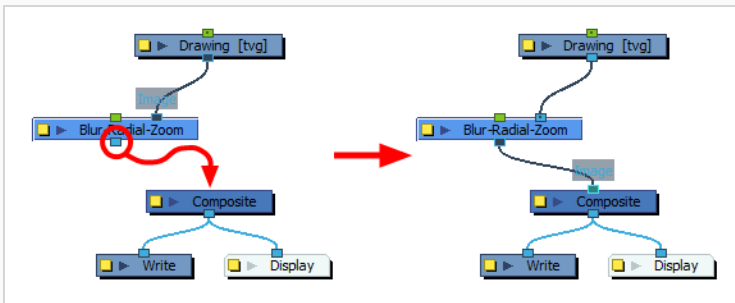 Drawing [tvg]
Image
Blur-Radial-Zoom
Composite
Write
Display
Drawing [tvg]
Blur-Radial-Zoom
Image
Composite
Write
Display